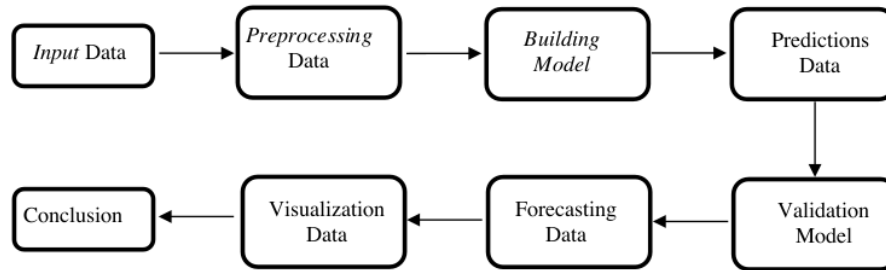 Input Data
Preprocessing
Data
Building
Model
Predictions
Data
Validation
Model
Forecasting
Data
Visualization
Data
Conclusion